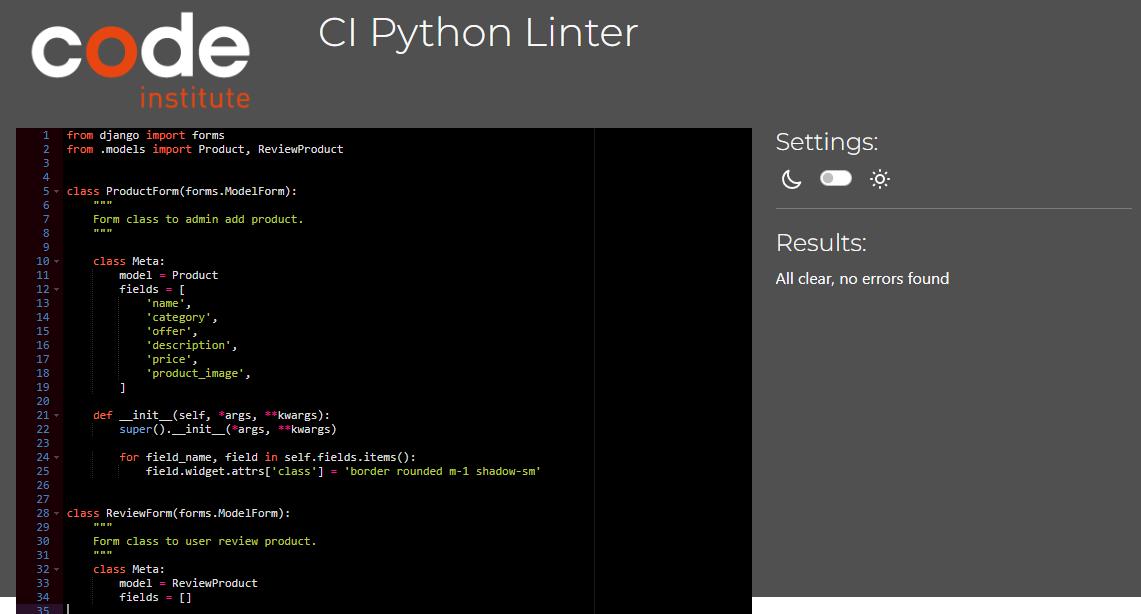 code
institute
CI Python Linter
1 from django import forms
2 from .models import Product, ReviewProduct
3
4
5 class ProductForm(forms.ModelForm):
6     """
7     Form class to admin add product.
8     """
9
10     class Meta:
11         model = Product
12         fields = [
13             'name',
14             'category',
15             'offer',
16             'description',
17             'price',
18             'product_image',
19         ]
20
21     def __init__(self, *args, **kwargs):
22         super().__init__(*args, **kwargs)
23
24         for field_name, field in self.fields.items():
25             field.widget.attrs['class'] = 'border rounded m-1 shadow-sm'
26
27
28 class ReviewForm(forms.ModelForm):
29     """
30     Form class to user review product.
31     """
32     class Meta:
33         model = ReviewProduct
34         fields = []
35
Settings:
Results:
All clear, no errors found